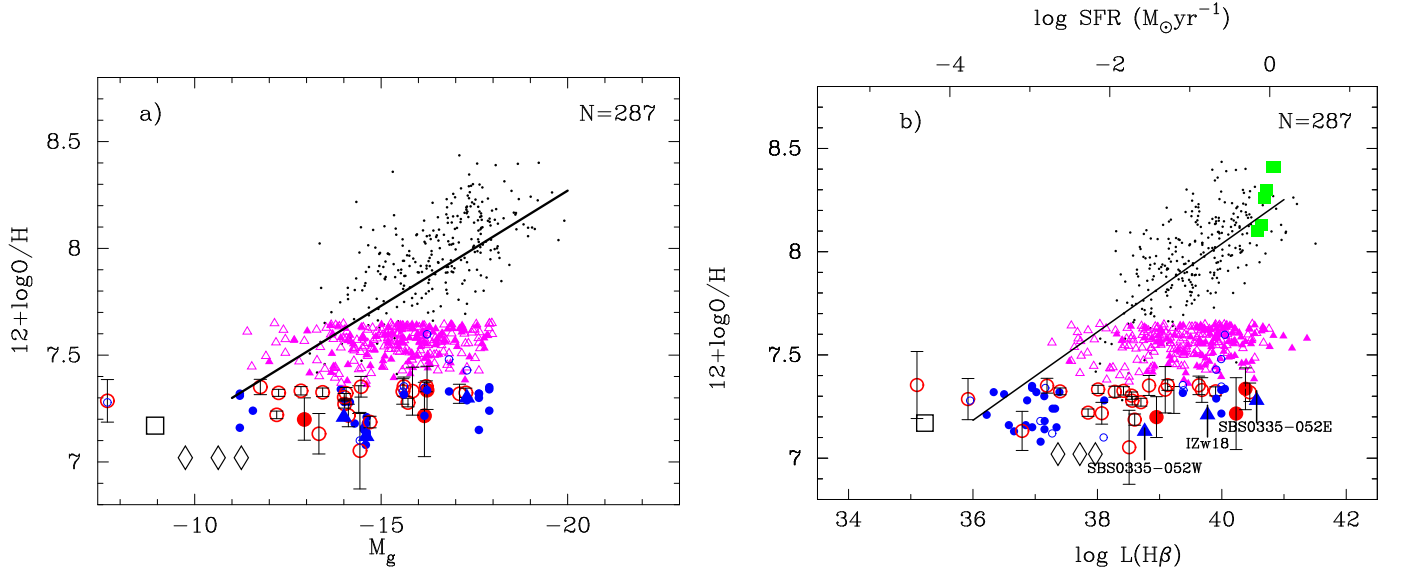 log SFR (M⊙yr⁻¹)
−4 −2 0
a) N=287
b) N=287
8.5
8
7.5
7
12+logO/H
8.5
8
7.5
7
12+logO/H
SBS0335−052E
IZw18
SBS0335−052W
−10 −15 −20
M_g
34 36 38 40 42
log L(Hβ)